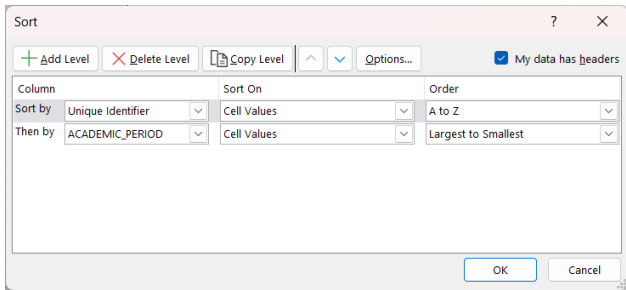 Sort ?
Add Level Delete Level Copy Level Options... My data has headers
Column Sort On Order
Sort by Unique Identifier Cell Values A to Z
Then by ACADEMIC_PERIOD Cell Values Largest to Smallest
OK Cancel